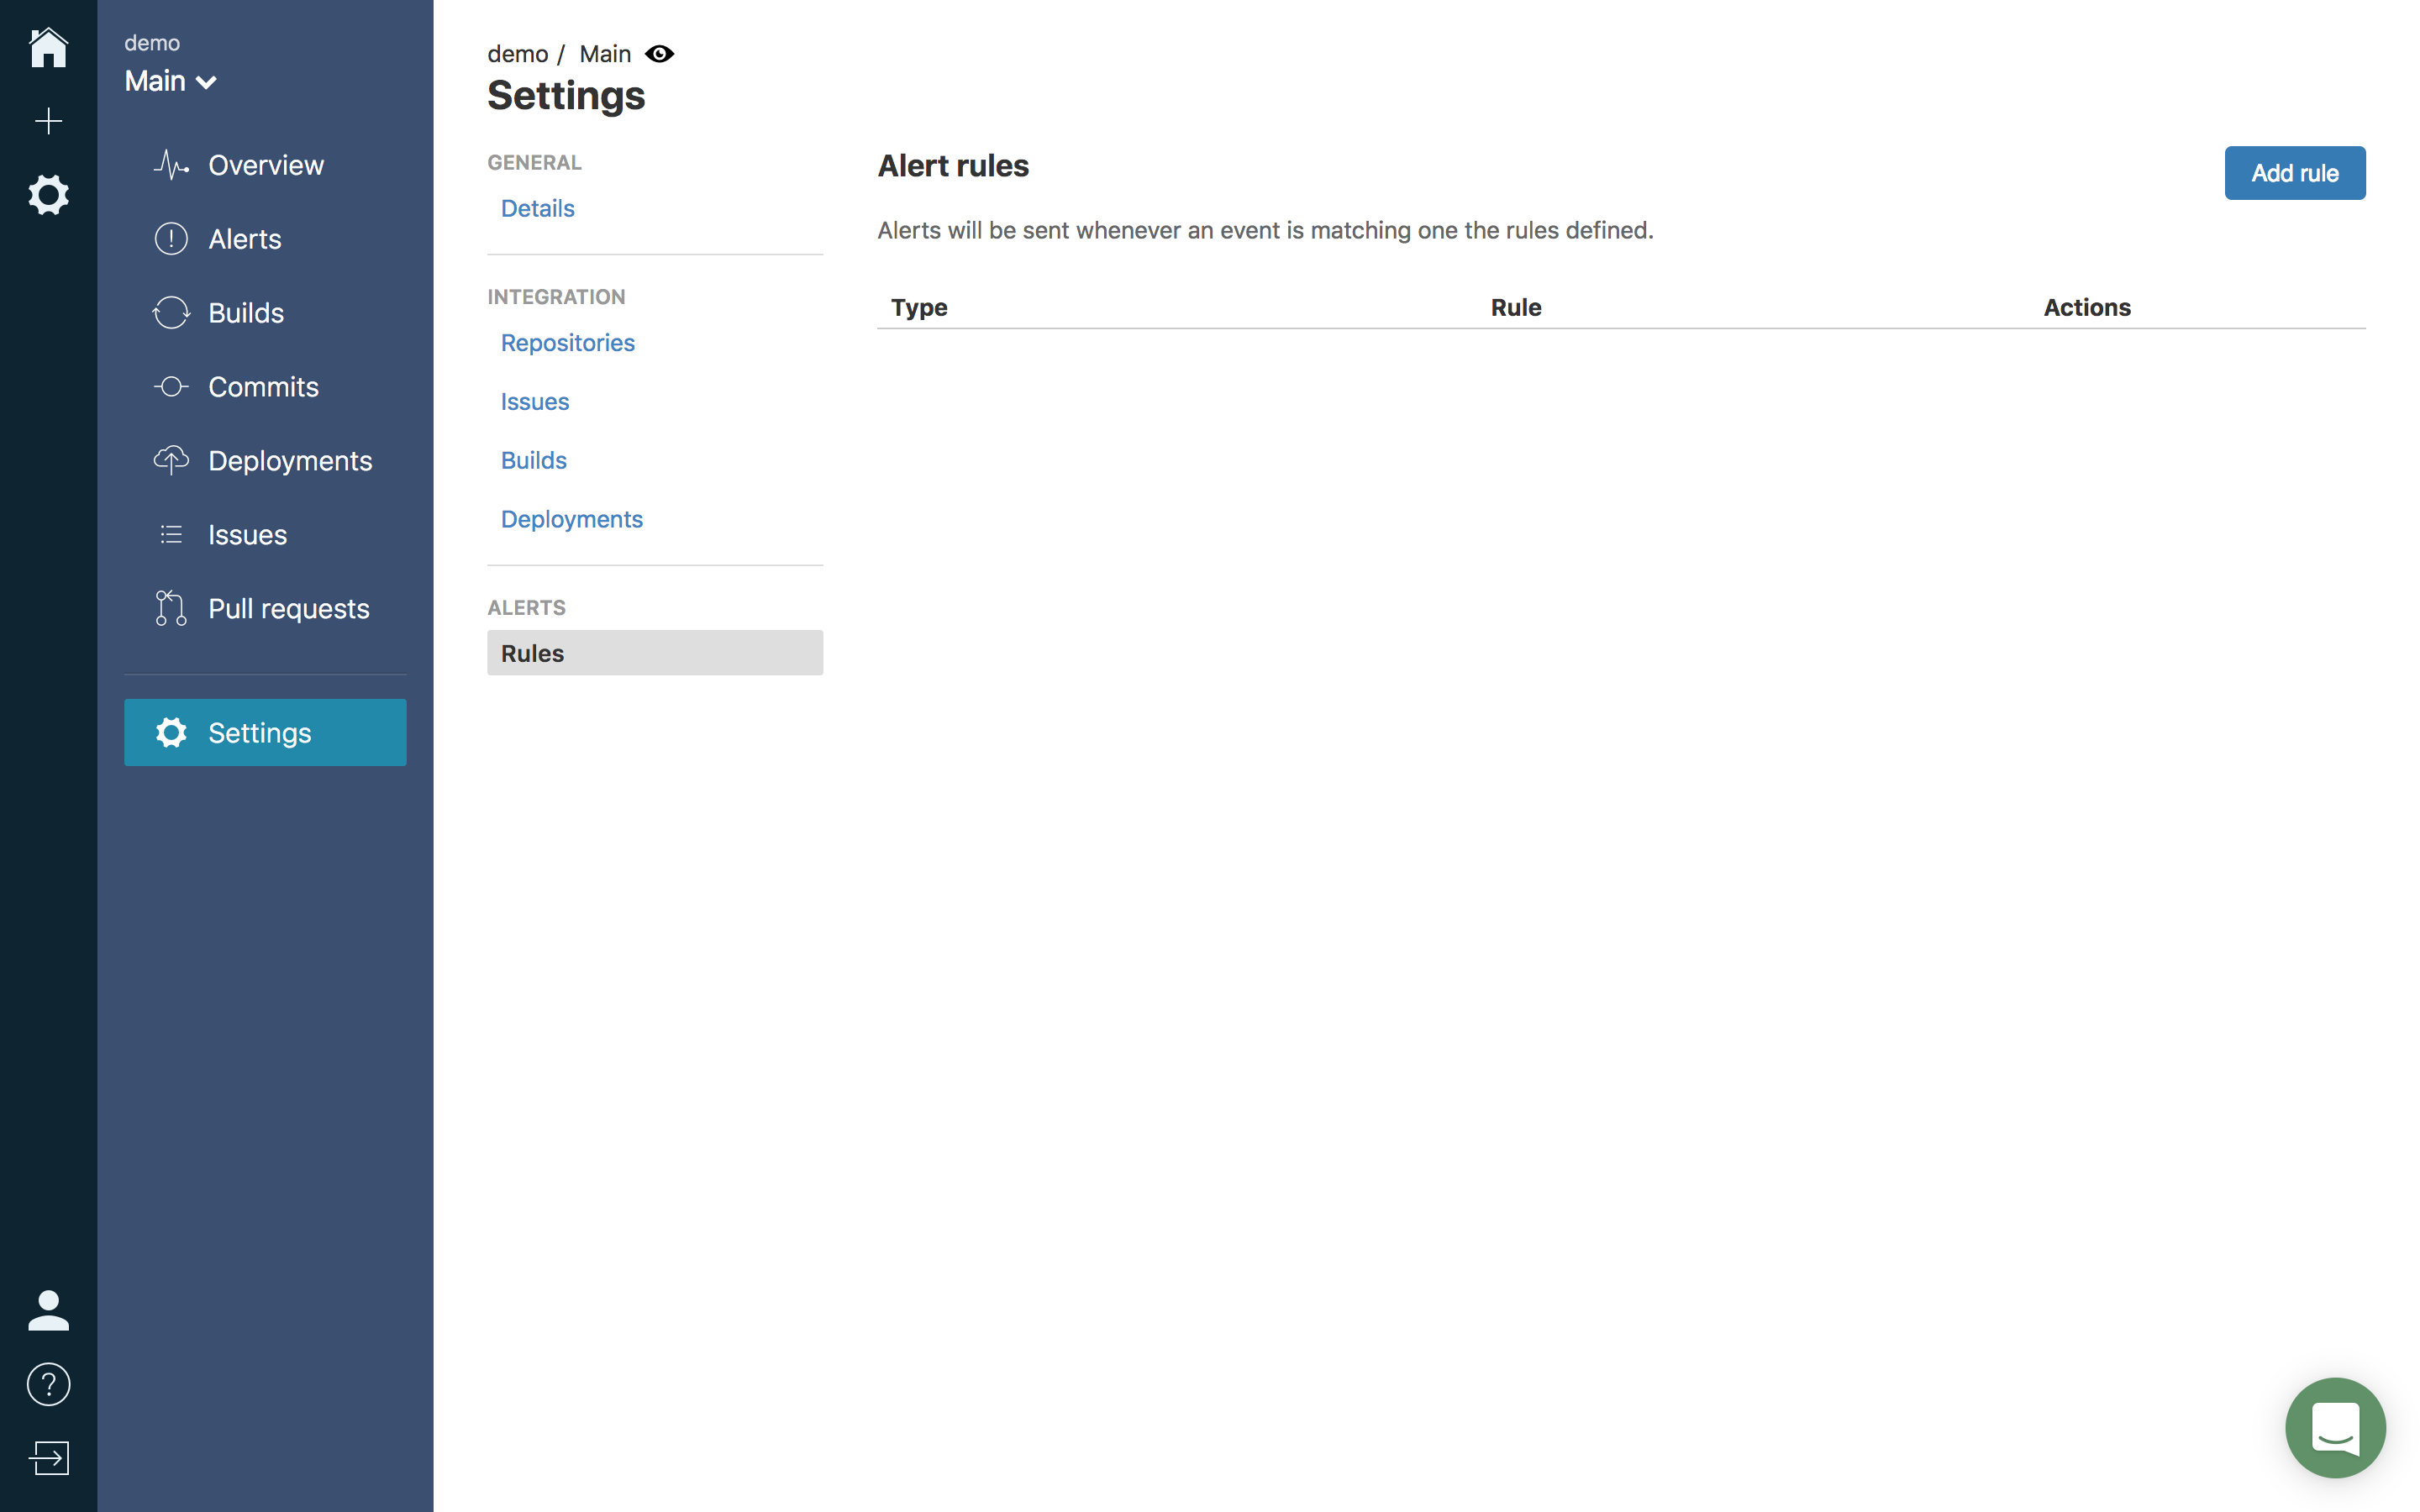 demo
Main
Overview
Alerts
Builds
Commits
Deployments
Issues
Pull requests
Settings
demo / Main
Settings
GENERAL
Details
INTEGRATION
Repositories
Issues
Builds
Deployments
ALERTS
Rules
Alert rules
Add rule
Alerts will be sent whenever an event is matching one the rules defined.
Type Rule Actions